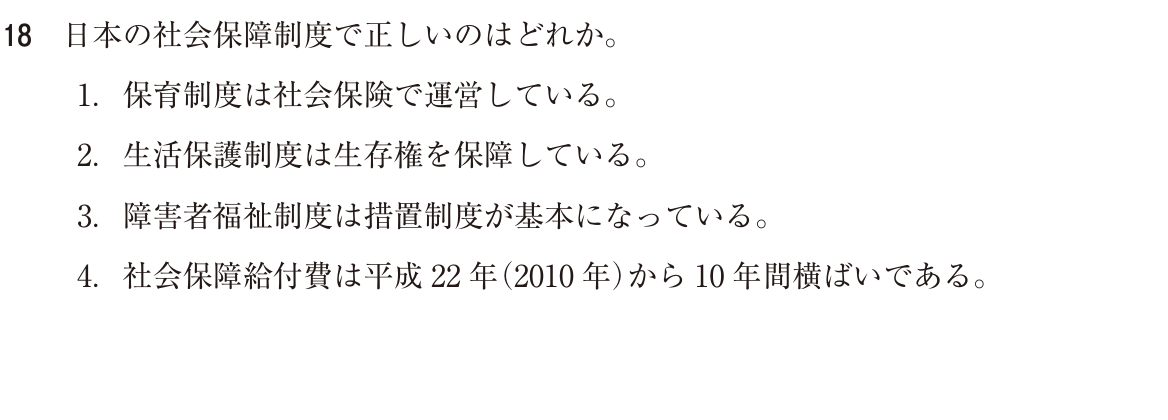 18 日本の社会保障制度で正しいのはどれか。
1. 保育制度は社会保険で運営している。
2. 生活保護制度は生存権を保障している。
3. 障害者福祉制度は措置制度が基本になっている。
4. 社会保障給付費は平成 22 年(2010 年)から 10 年間横ばいである。